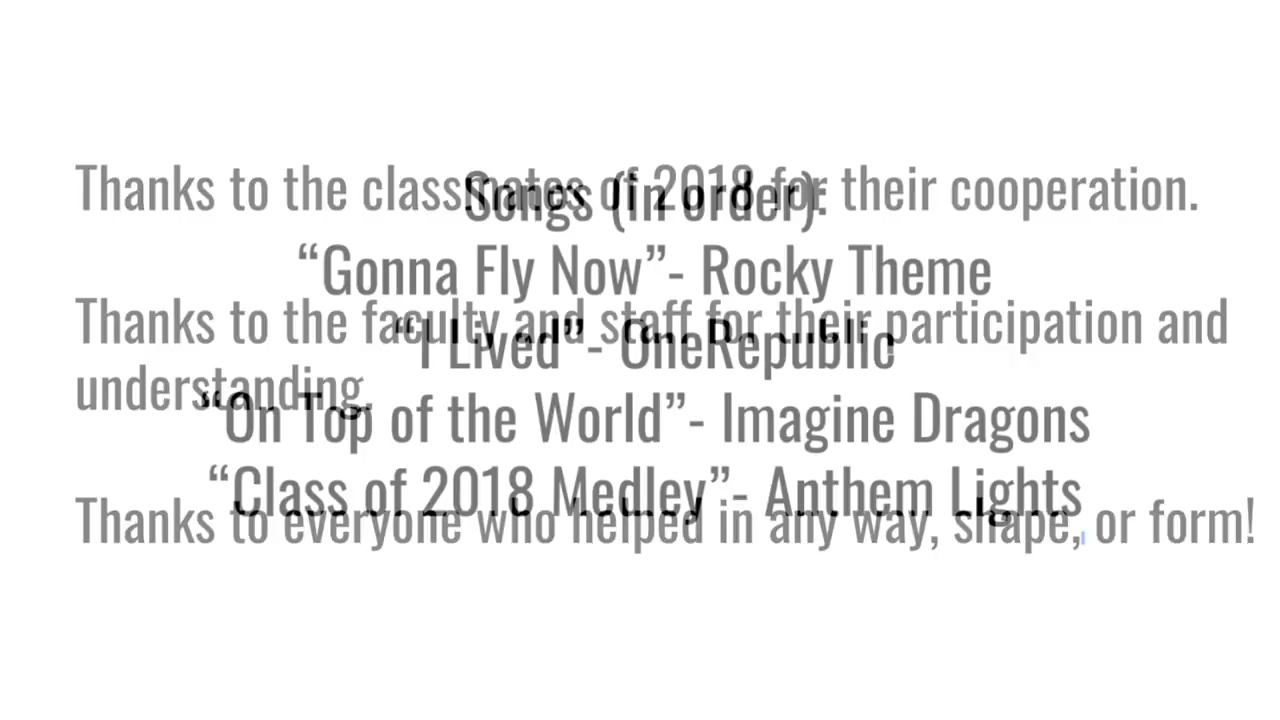 Thanks to the classmates of 2018 for their cooperation.
Songs (in order):
“Gonna Fly Now”- Rocky Theme
Thanks to the faculty and staff for their participation and
“I Lived”- OneRepublic
understanding.
“On Top of the World”- Imagine Dragons
“Class of 2018 Medley”- Anthem Lights
Thanks to everyone who helped in any way, shape, or form!